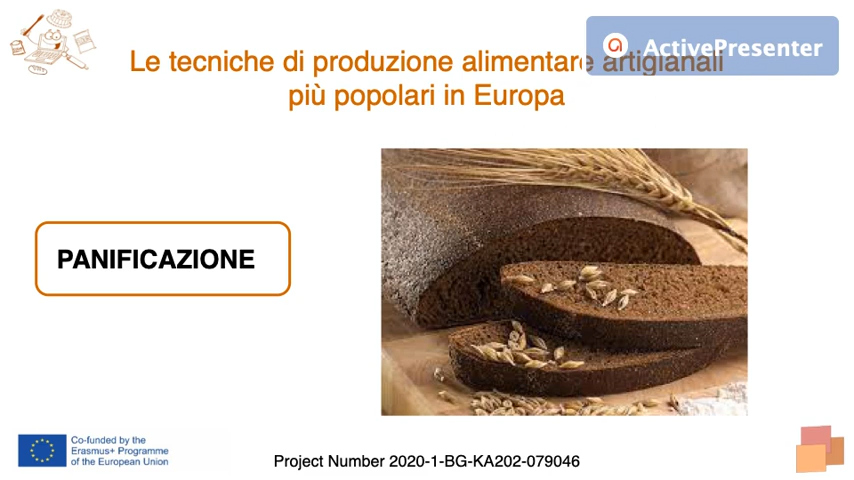 ActivePresenter
Le tecniche di produzione alimentare artigianali
più popolari in Europa
PANIFICAZIONE
Co-funded by the
Erasmus+ Programme
of the European Union
Project Number 2020-1-BG-KA202-079046